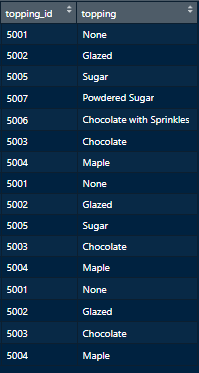 topping_id topping
5001 None
5002 Glazed
5005 Sugar
5007 Powdered Sugar
5006 Chocolate with Sprinkles
5003 Chocolate
5004 Maple
5001 None
5002 Glazed
5005 Sugar
5003 Chocolate
5004 Maple
5001 None
5002 Glazed
5003 Chocolate
5004 Maple